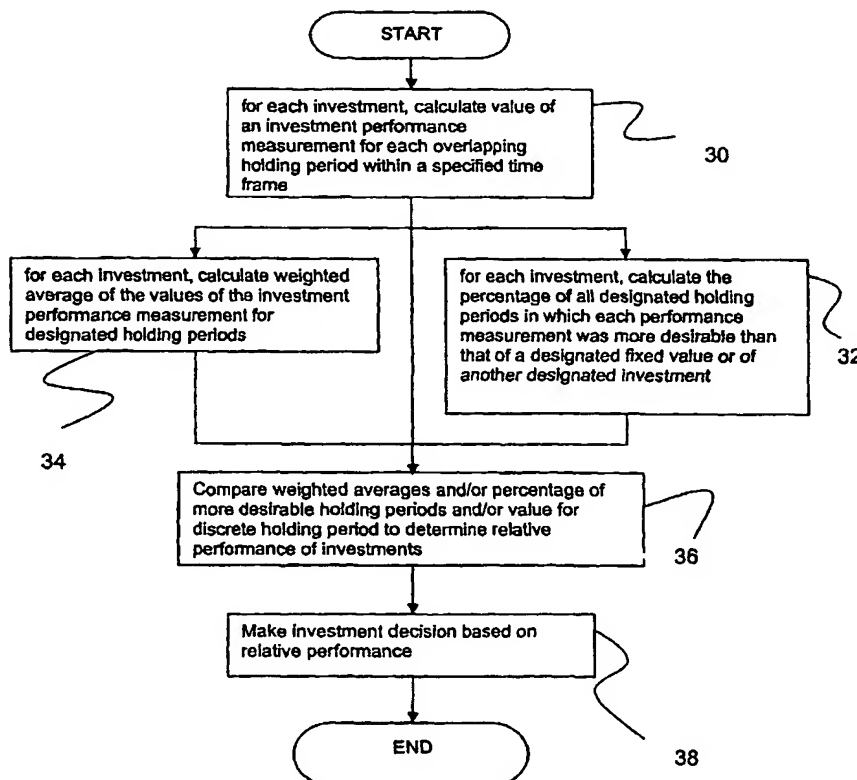 START
for each investment, calculate value of
an investment performance
measurement for each overlapping
holding period within a specified time
frame
30
for each investment, calculate weighted
average of the values of the investment
performance measurement for
designated holding periods
34
for each investment, calculate the
percentage of all designated holding
periods in which each performance
measurement was more desirable than
that of a designated fixed value or of
another designated investment
32
Compare weighted averages and/or percentage of
more desirable holding periods and/or value for
discrete holding period to determine relative
performance of investments
36
Make investment decision based on
relative performance
38
END